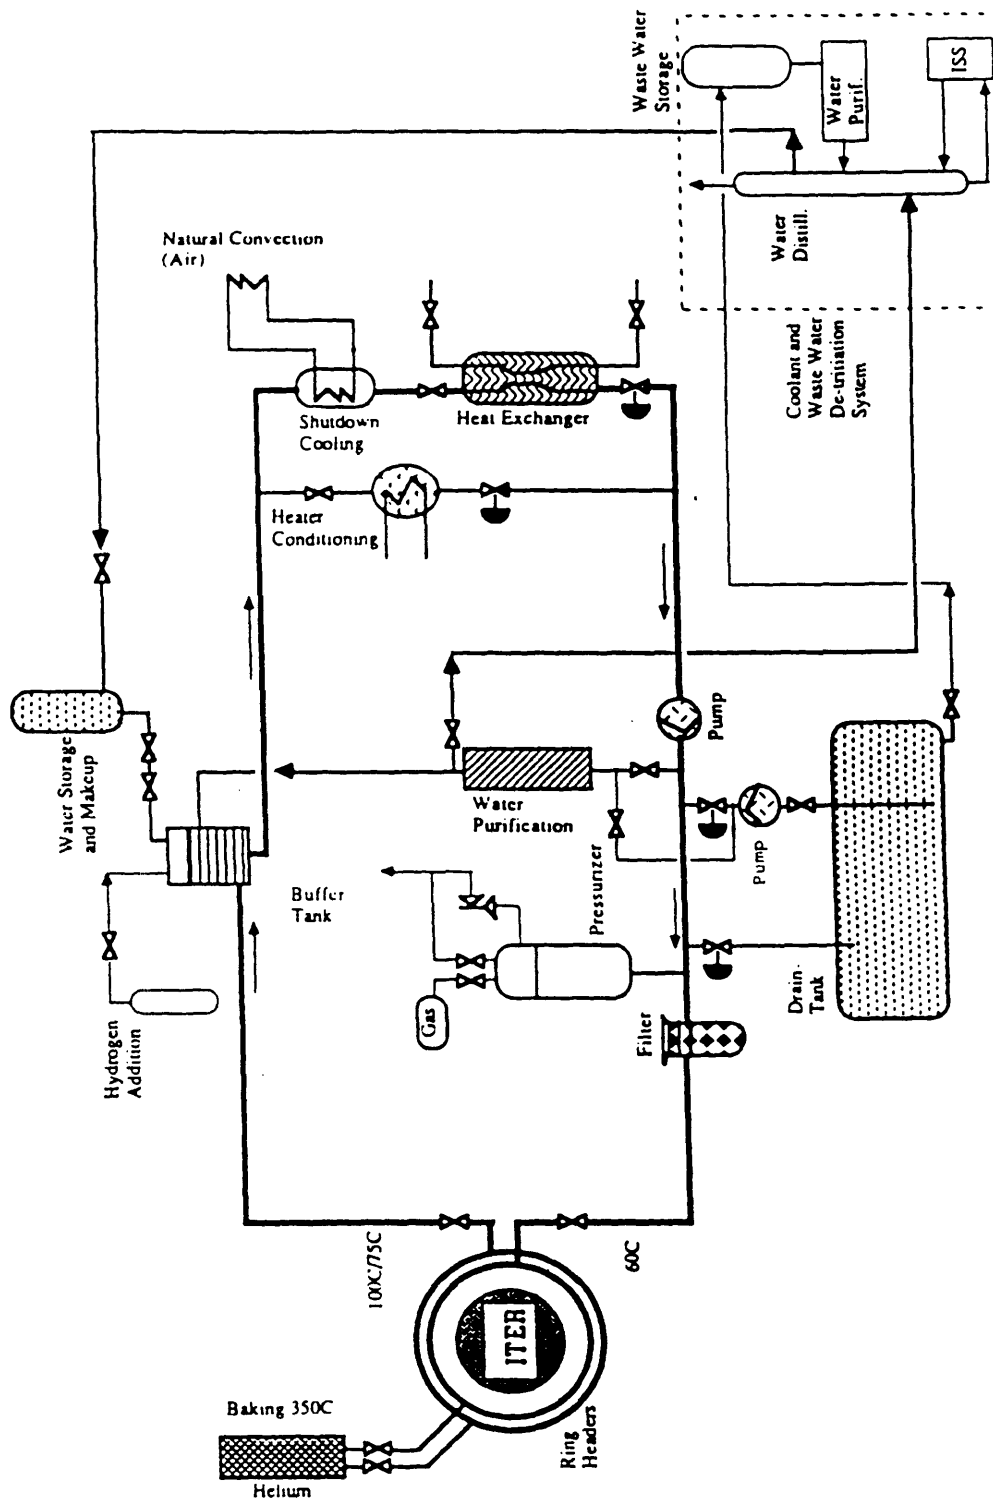 Waste Water
Storage
Water
Purif.
ISS
Water
Distill.
Coolant and
Waste Water
De-tritiation
System
Natural Convection
(Air)
Shutdown
Cooling
Heat Exchanger
Heater
Conditioning
Water Storage
and Makeup
Pump
Water
Purification
Pump
Buffer
Tank
Pressurizer
Hydrogen
Addition
Gas
Filter
Drain-
Tank
100C/75C
60C
ITER
Baking 350C
Ring
Headers
Helium